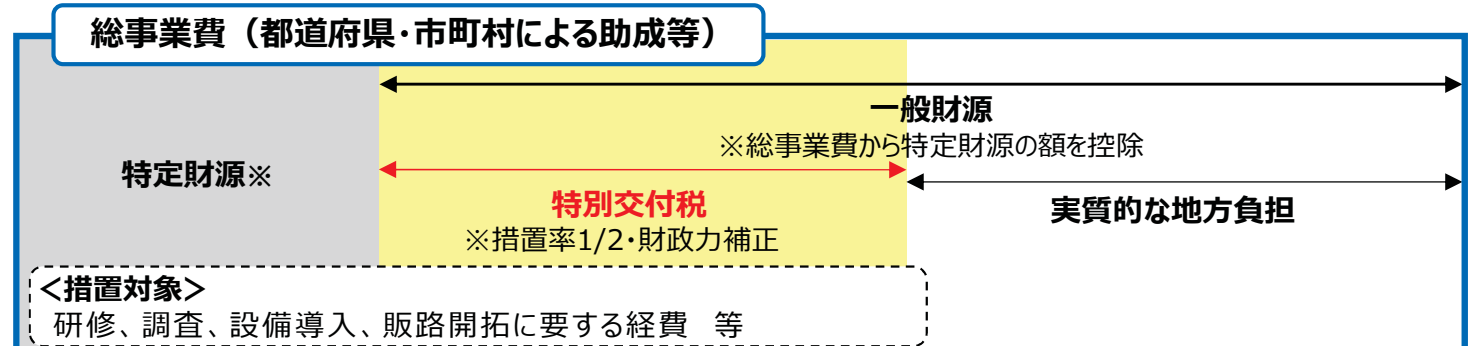 総事業費（都道府県・市町村による助成等）
一般財源
※総事業費から特定財源の額を控除
特定財源※
特別交付税
※措置率1/2・財政力補正
実質的な地方負担
＜措置対象＞
研修、調査、設備導入、販路開拓に要する経費　等